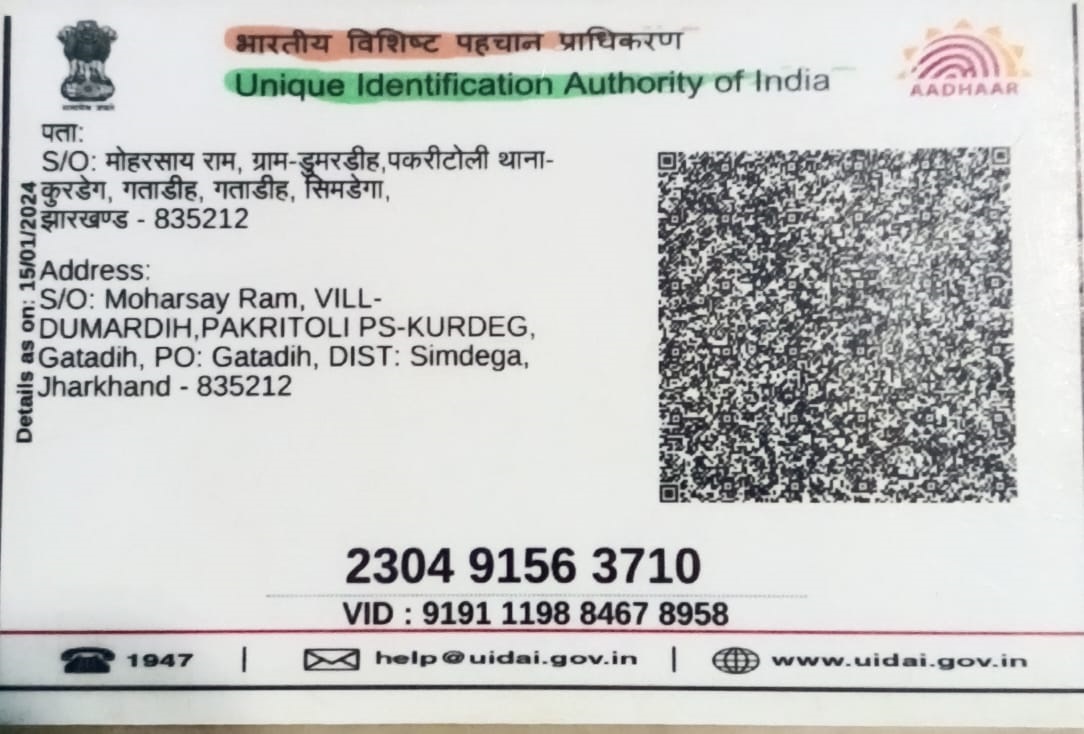 भारतीय विशिष्ट पहचान प्राधिकरण
Unique Identification Authority of India
AADHAAR
पता:
S/O: मोहरसाय राम, ग्राम-डुमरडीह,पकरीटोली थाना-
कुरडेग, गताडीह, गताडीह, सिमडेगा,
झारखण्ड - 835212
Address:
S/O: Moharsay Ram, VILL-
DUMARDIH,PAKRITOLI PS-KURDEG,
Gatadih, PO: Gatadih, DIST: Simdega,
Jharkhand - 835212
Details as on: 15/01/2024
2304 9156 3710
VID : 9191 1198 8467 8958
1947 | help@uidai.gov.in | www.uidai.gov.in